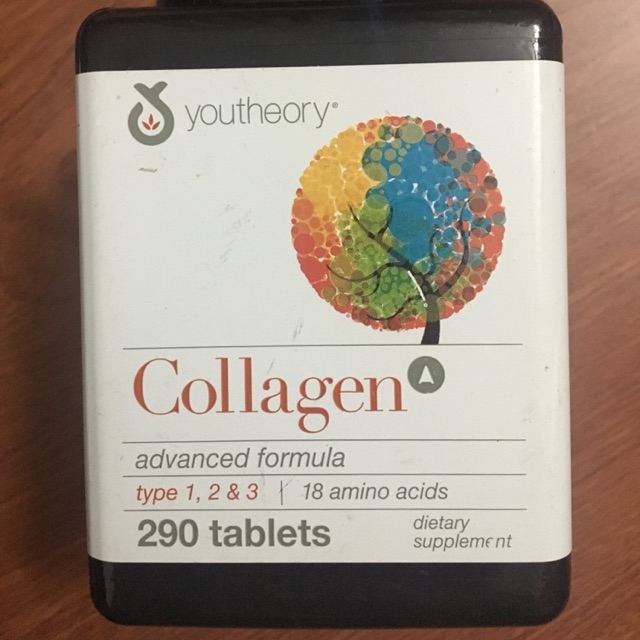 youtheory®
Collagen
advanced formula
type 1, 2 & 3 | 18 amino acids
290 tablets
dietary
supplement